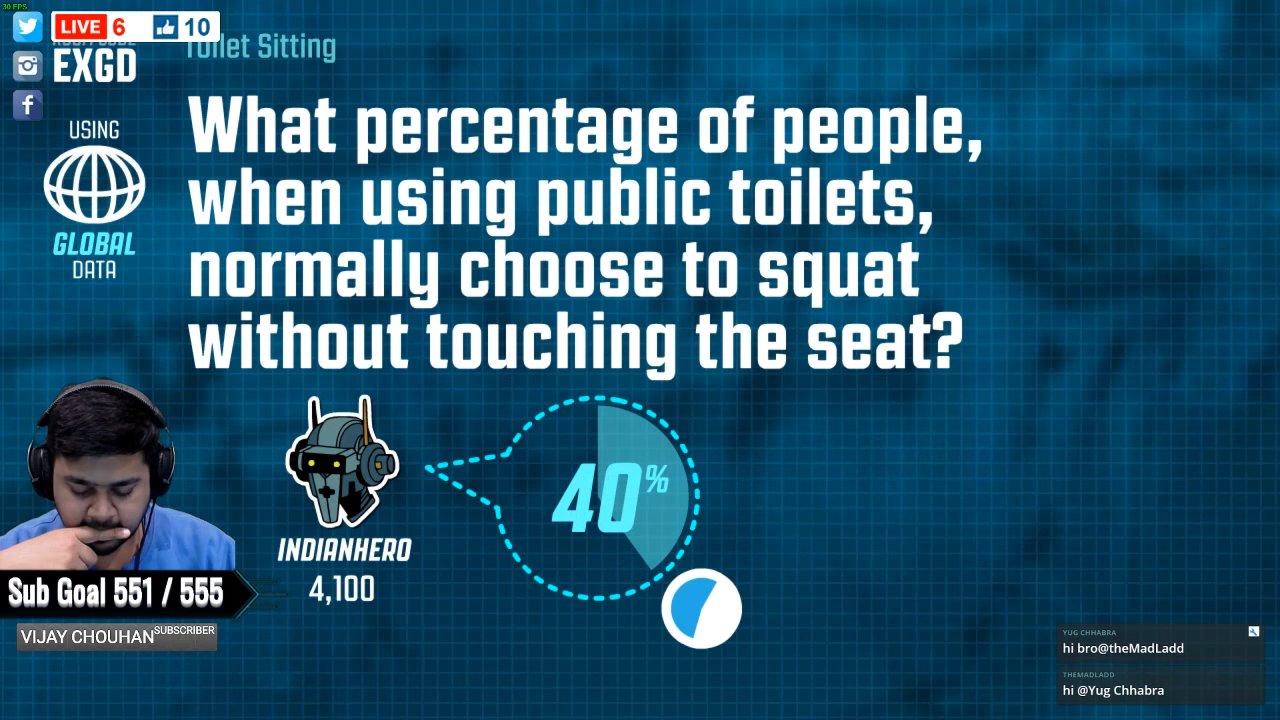 30 FPS
LIVE 6 10
EXGD
Toilet Sitting
USING
GLOBAL
DATA
What percentage of people,
when using public toilets,
normally choose to squat
without touching the seat?
40%
INDIANHERO
4,100
Sub Goal 551 / 555
VIJAY CHOUHAN SUBSCRIBER
YUG CHHABRA
hi bro@theMadLadd
THEMADLADD
hi @Yug Chhabra